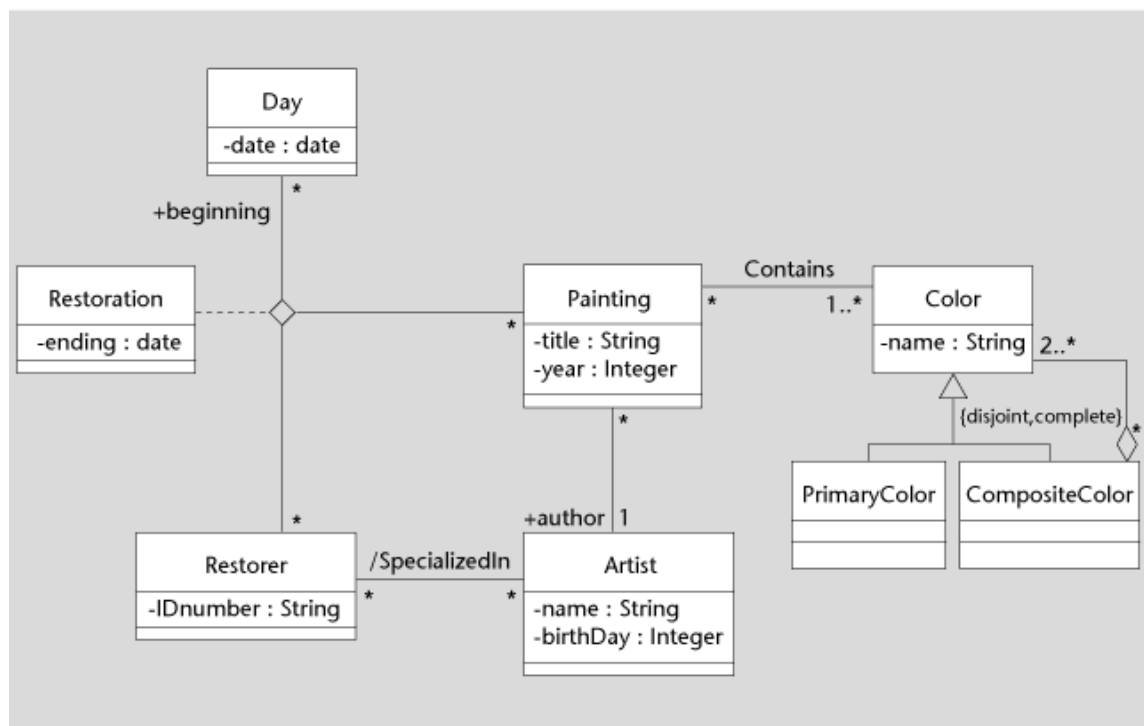 Day
-date : date
*
+beginning
Restoration
-ending : date
Painting
-title : String
-year : Integer
*
*
Contains
*
1..*
Color
-name : String
2..*
{disjoint,complete}
*
PrimaryColor
CompositeColor
*
+author
1
Restorer
-IDnumber : String
/SpecializedIn
*
*
Artist
-name : String
-birthDay : Integer